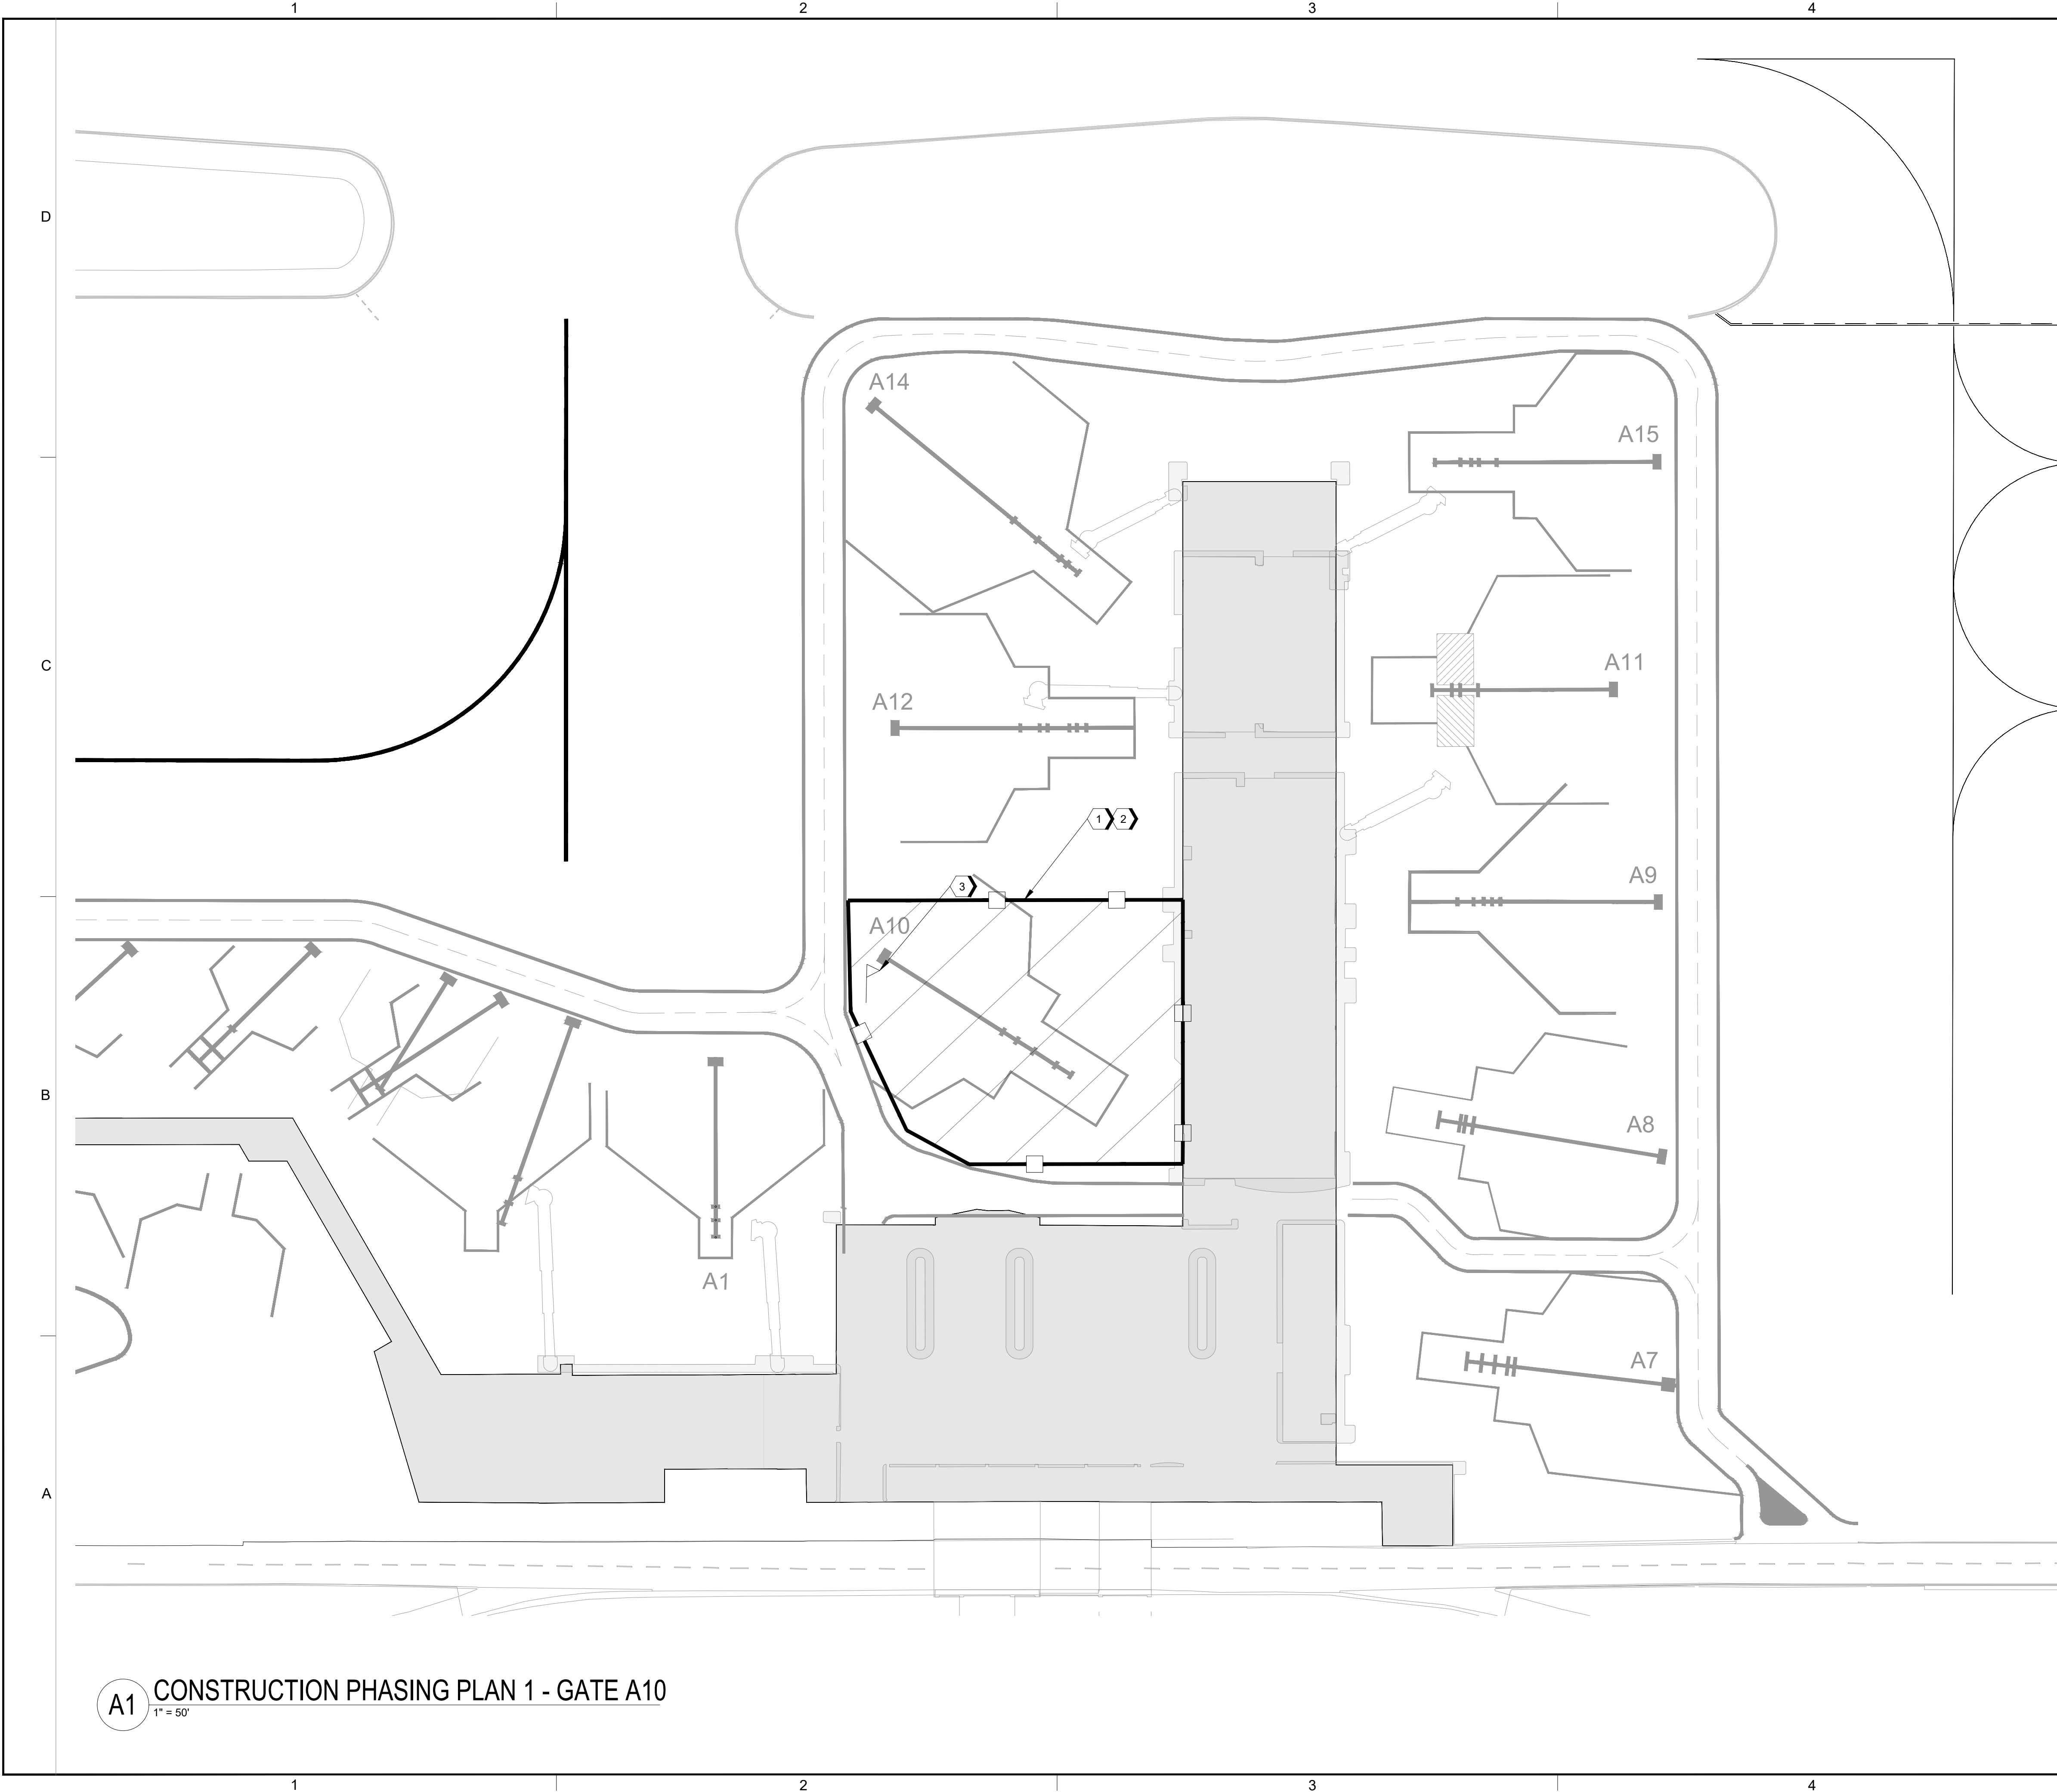 1 2 3 4
D
A14
A15
C
A11
A12
1 2
A9
3
A10
B
A8
A1
A7
A
A1 CONSTRUCTION PHASING PLAN 1 - GATE A10
1" = 50'
1 2 3 4